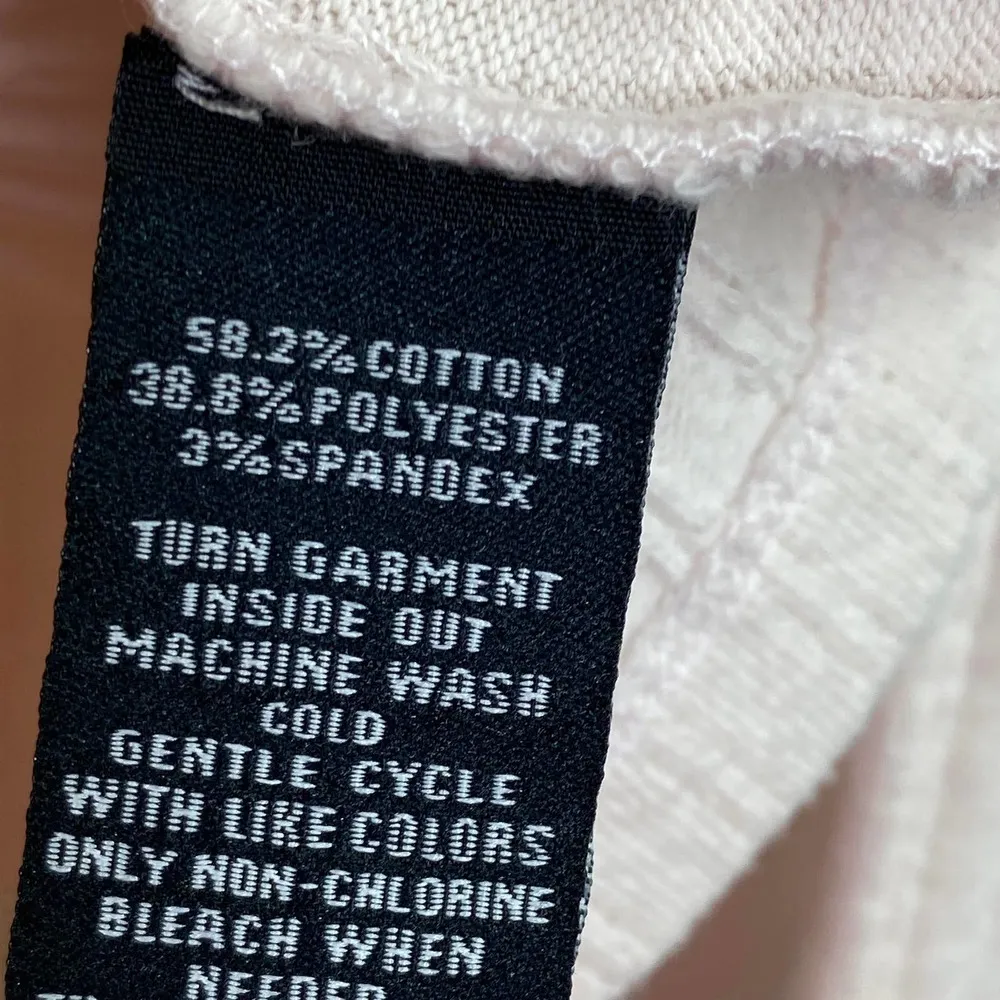 58.2% COTTON
38.8% POLYESTER
3% SPANDEX
TURN GARMENT
INSIDE OUT
MACHINE WASH
COLD
GENTLE CYCLE
WITH LIKE COLORS
ONLY NON-CHLORINE
BLEACH WHEN
NEEDED